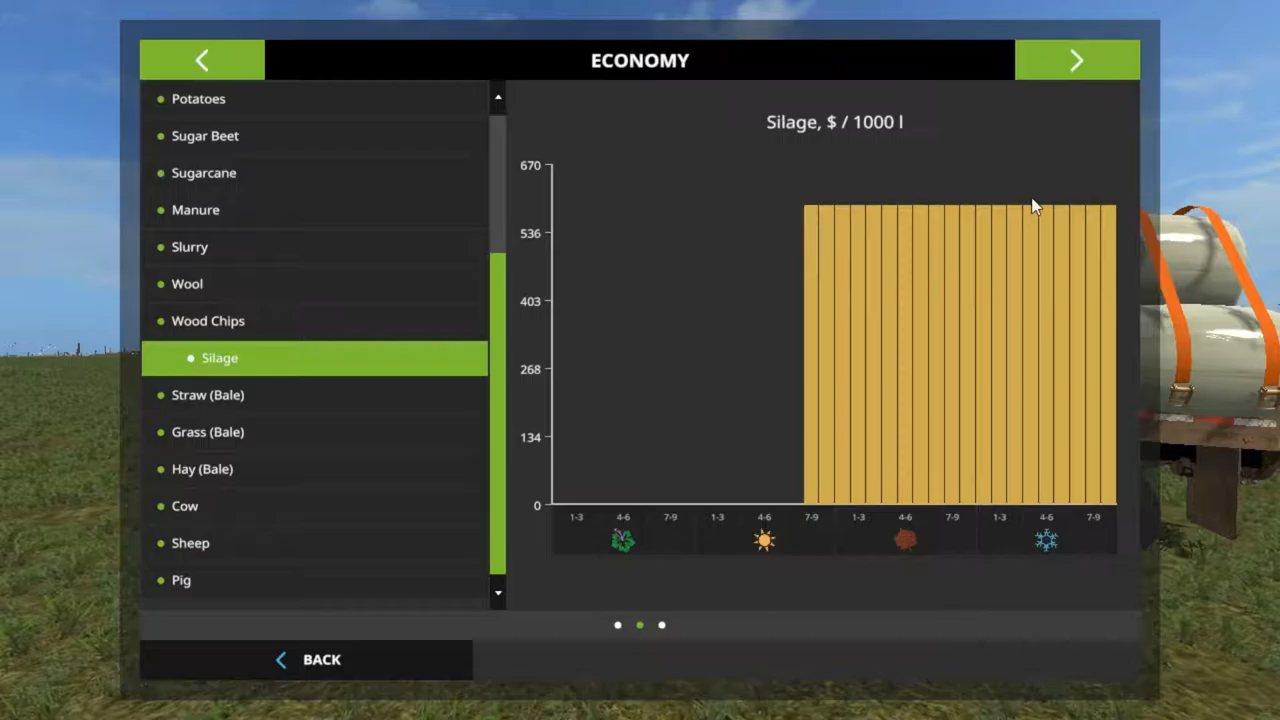 ECONOMY
Potatoes
Sugar Beet
Sugarcane
Manure
Slurry
Wool
Wood Chips
Silage
Straw (Bale)
Grass (Bale)
Hay (Bale)
Cow
Sheep
Pig
Silage, $ / 1000 l
670
536
403
268
134
0
1-3 4-6 7-9 1-3 4-6 7-9 1-3 4-6 7-9 1-3 4-6 7-9
BACK